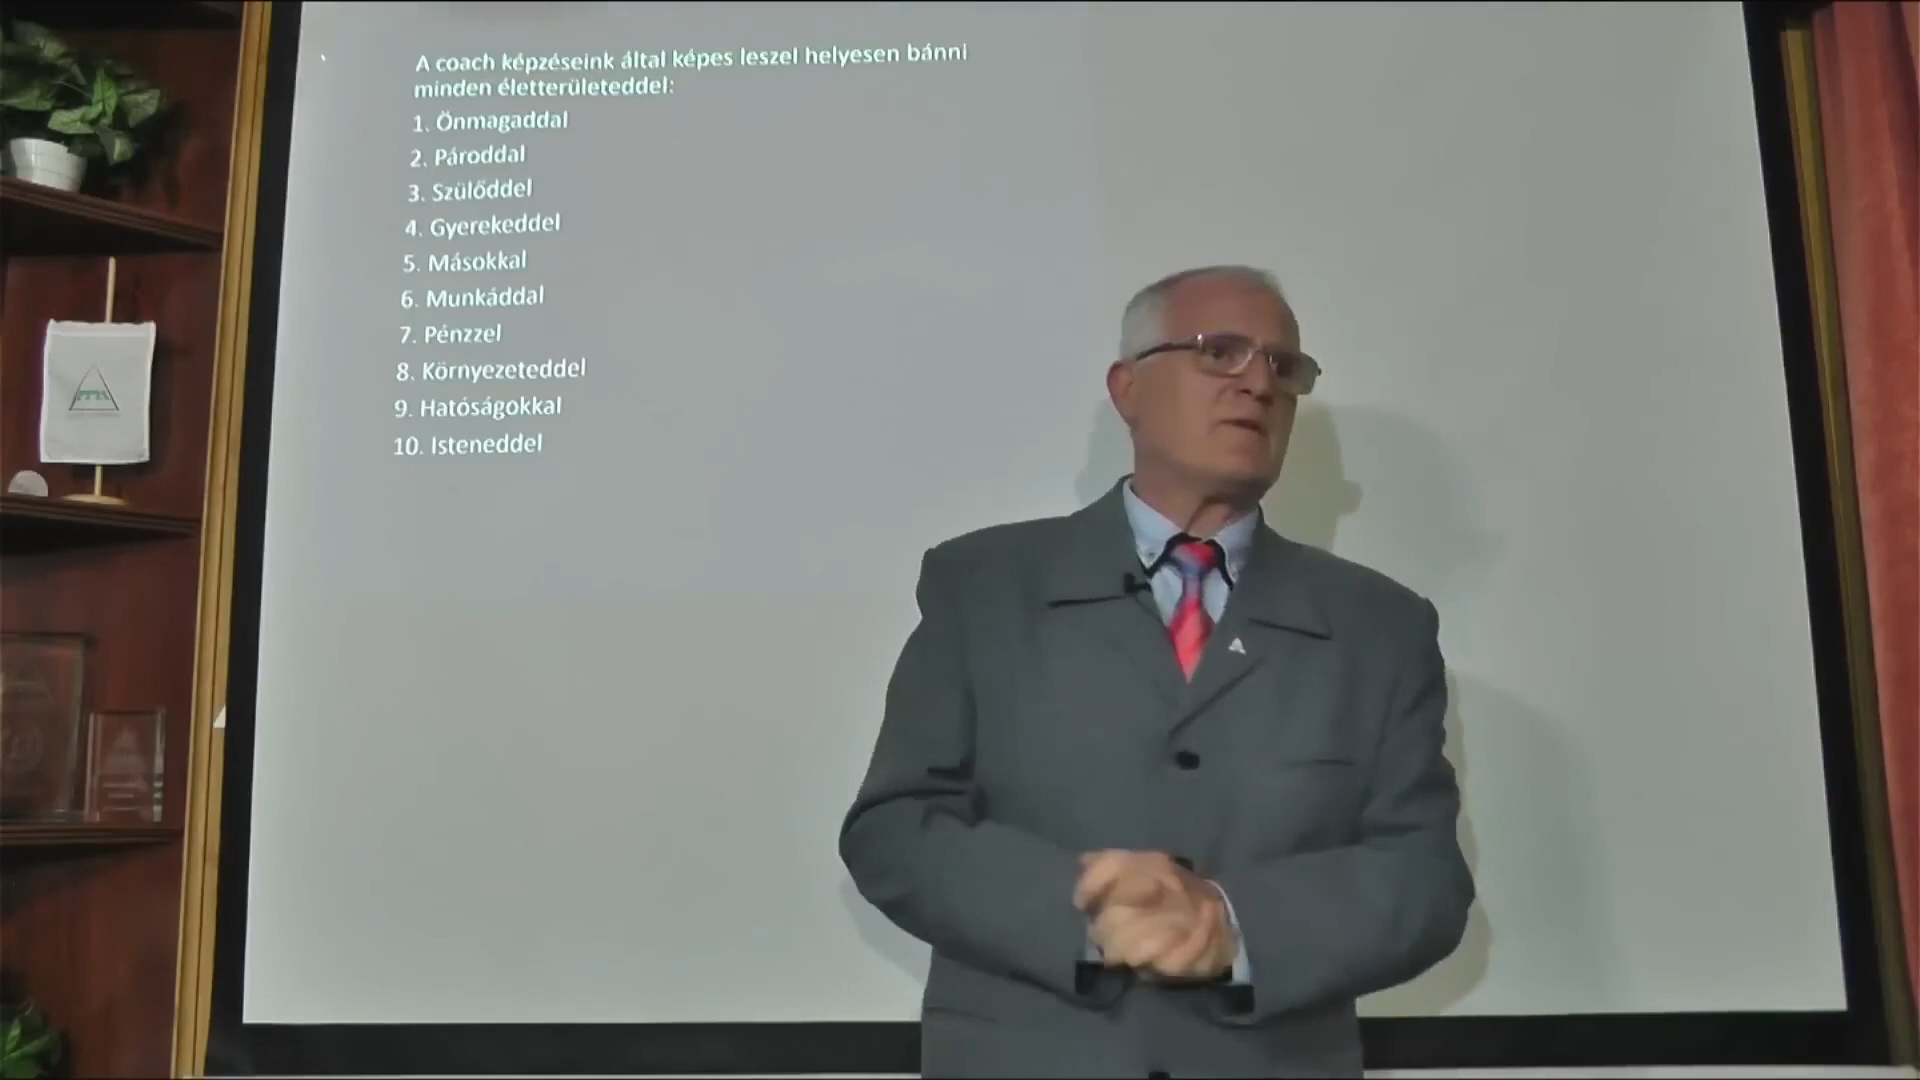 A coach képzéseink által képes leszel helyesen bánni
minden életterületeddel:
1. Önmagaddal
2. Pároddal
3. Szülőddel
4. Gyerekeddel
5. Másokkal
6. Munkáddal
7. Pénzzel
8. Környezeteddel
9. Hatóságokkal
10. Isteneddel